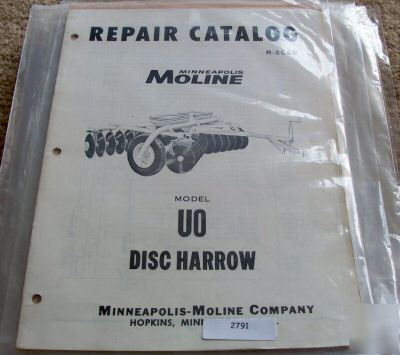 REPAIR CATALOG
MINNEAPOLIS
MOLINE
MODEL
UO
DISC HARROW
MINNEAPOLIS-MOLINE COMPANY
HOPKINS,
2791